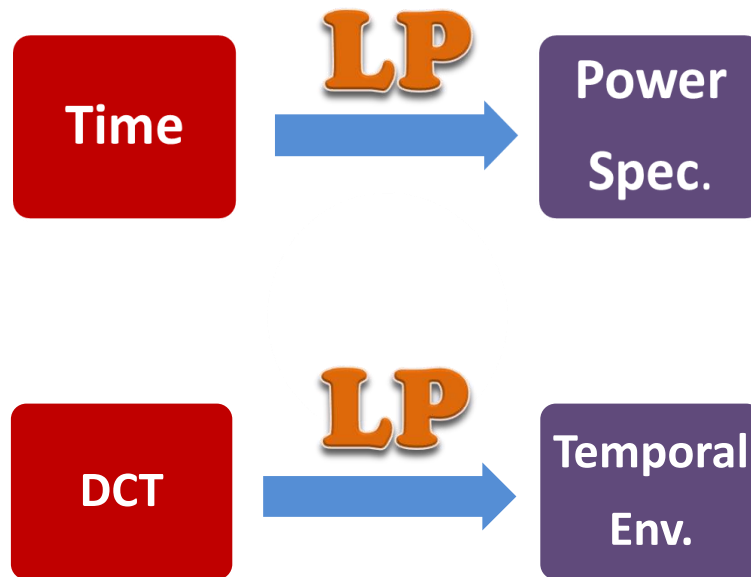 LP
Time
Power
Spec.
LP
DCT
Temporal
Env.